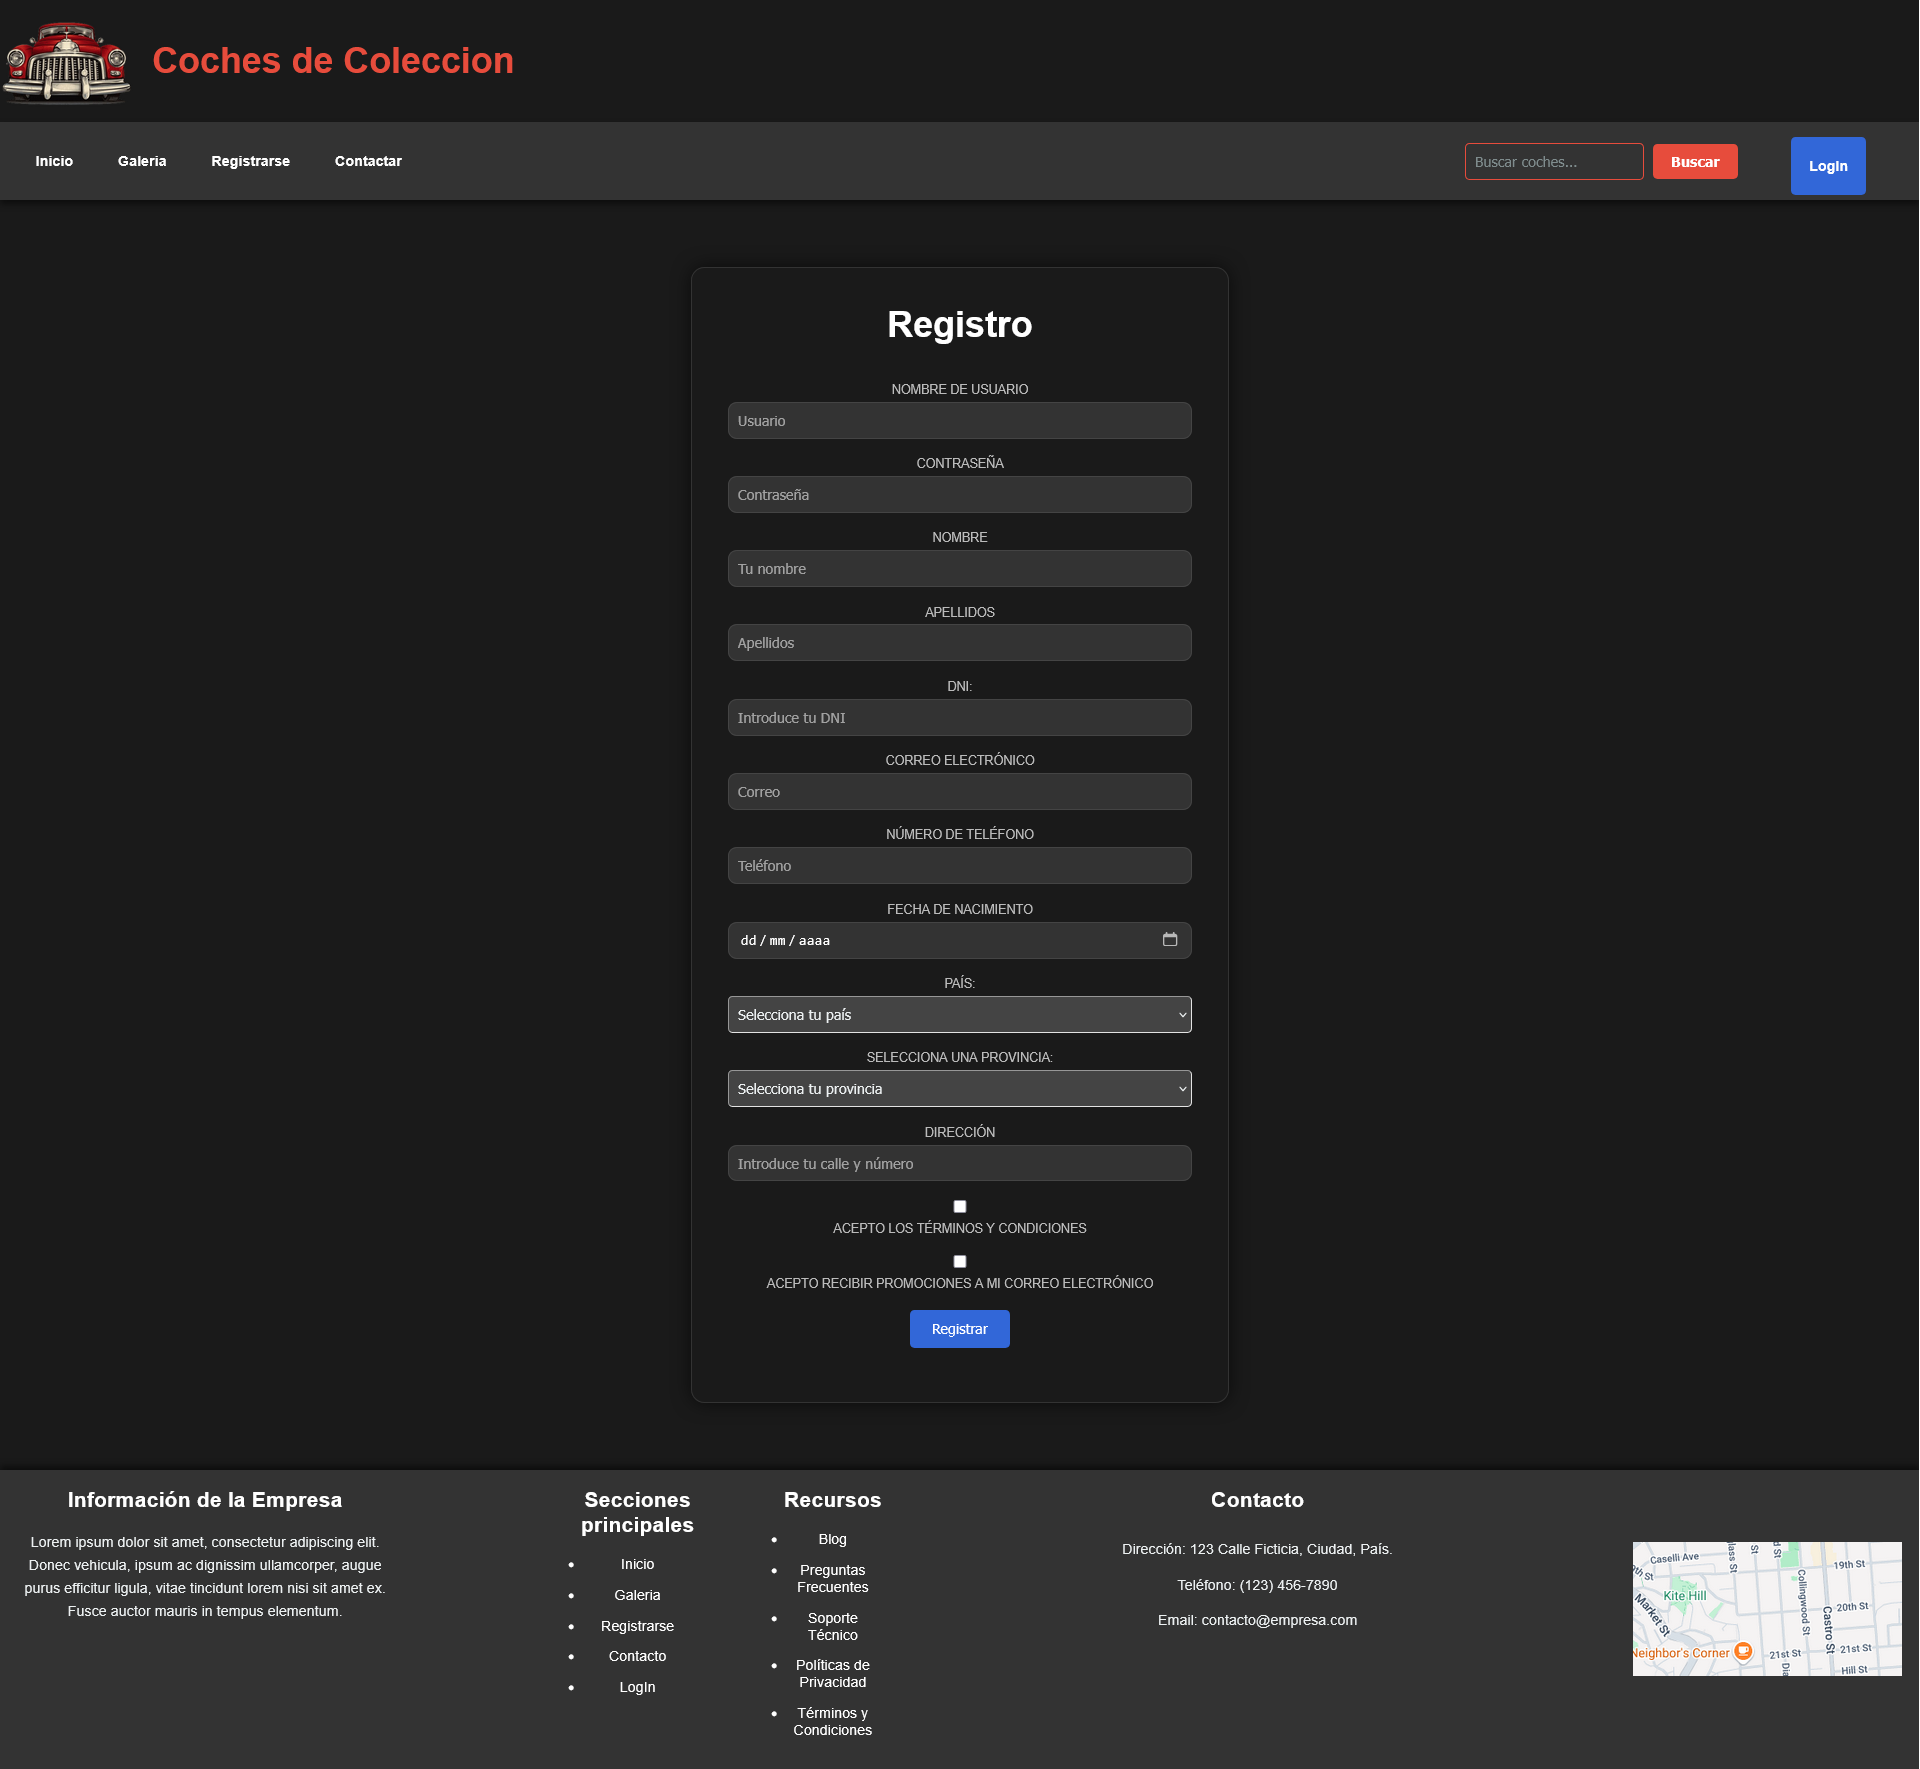 Coches de Coleccion
Inicio
Galeria
Registrarse
Contactar
Buscar coches...
Buscar
LogIn
Registro
NOMBRE DE USUARIO
Usuario
CONTRASEÑA
Contraseña
NOMBRE
Tu nombre
APELLIDOS
Apellidos
DNI:
Introduce tu DNI
CORREO ELECTRÓNICO
Correo
NÚMERO DE TELÉFONO
Teléfono
FECHA DE NACIMIENTO
dd/mm/aaaa
PAÍS:
Selecciona tu país
SELECCIONA UNA PROVINCIA:
Selecciona tu provincia
DIRECCIÓN
Introduce tu calle y número
ACEPTO LOS TÉRMINOS Y CONDICIONES
ACEPTO RECIBIR PROMOCIONES A MI CORREO ELECTRÓNICO
Registrar
Información de la Empresa
Lorem ipsum dolor sit amet, consectetur adipiscing elit.
Donec vehicula, ipsum ac dignissim ullamcorper, augue
purus efficitur ligula, vitae tincidunt lorem nisi sit amet ex.
Fusce auctor mauris in tempus elementum.
Secciones
principales
Inicio
Galeria
Registrarse
Contacto
LogIn
Recursos
Blog
Preguntas
Frecuentes
Soporte
Técnico
Políticas de
Privacidad
Términos y
Condiciones
Contacto
Dirección: 123 Calle Ficticia, Ciudad, País.
Teléfono: (123) 456-7890
Email: contacto@empresa.com
Caselli Ave
19th St
Kite Hill
Market St
Collingwood St
Castro St
20th St
21st St
21st St
Neighbor's Corner
Hill St